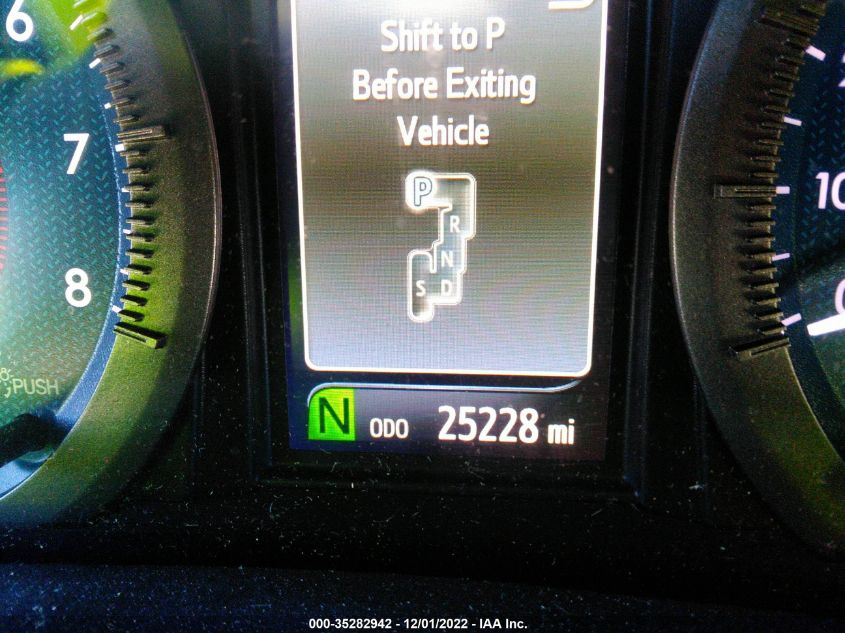 6
7
8
PUSH
Shift to P
Before Exiting
Vehicle
P
R
N
S D
N ODO 25228 mi
10
000-35282942 - 12/01/2022 - IAA Inc.